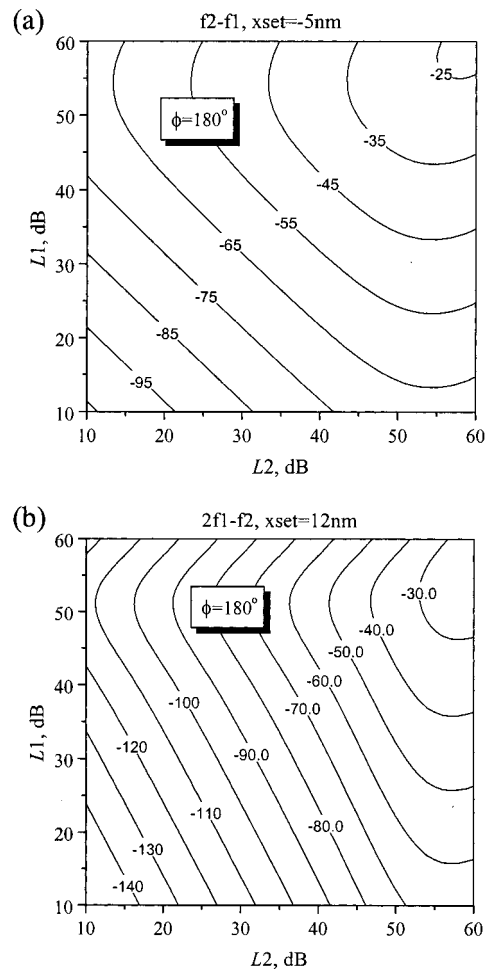 (a)
f2-f1, xset=-5nm
60
50
40
30
20
10
L1, dB
ϕ=180°
-25
-35
-45
-55
-65
-75
-85
-95
10 20 30 40 50 60
L2, dB
(b)
2f1-f2, xset=12nm
60
50
40
30
20
10
L1, dB
ϕ=180°
-30.0
-40.0
-50.0
-60.0
-70.0
-100
-120
-90.0
-110
-80.0
-130
-140
10 20 30 40 50 60
L2, dB